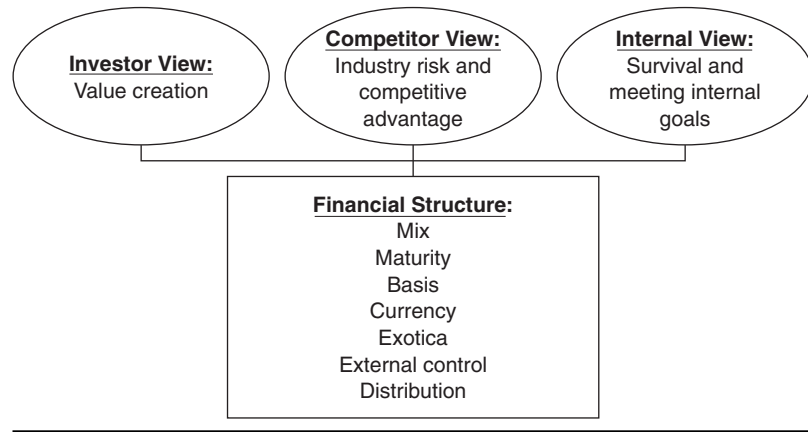 Investor View:
Value creation
Competitor View:
Industry risk and
competitive
advantage
Internal View:
Survival and
meeting internal
goals
Financial Structure:
Mix
Maturity
Basis
Currency
Exotica
External control
Distribution